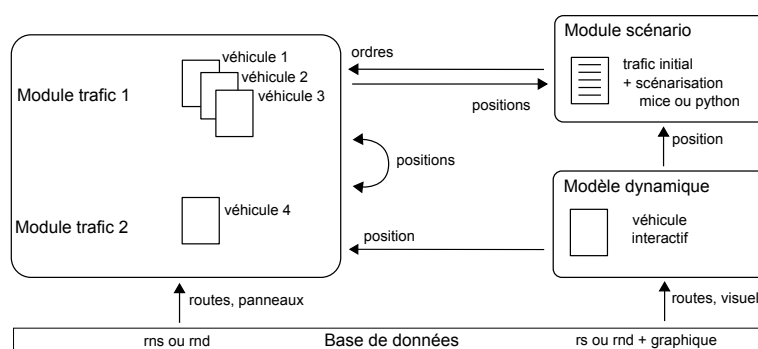 Module trafic 1
véhicule 1
véhicule 2
véhicule 3
Module trafic 2
véhicule 4
ordres
positions
positions
position
Module scénario
trafic initial
+ scénarisation
mice ou python
position
Modèle dynamique
véhicule
interactif
routes, panneaux
routes, visuel
rns ou rnd
Base de données
rs ou rnd + graphique